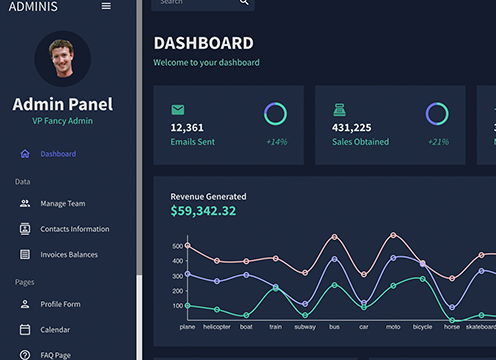 ADMINIS
Search
Admin Panel
VP Fancy Admin
Dashboard
Data
Manage Team
Contacts Information
Invoices Balances
Pages
Profile Form
Calendar
FAQ Page
DASHBOARD
Welcome to your dashboard
12,361
Emails Sent
+14%
431,225
Sales Obtained
+21%
Revenue Generated
$59,342.32
500
400
300
200
100
plane helicopter boat train subway bus car moto bicycle horse skateboard